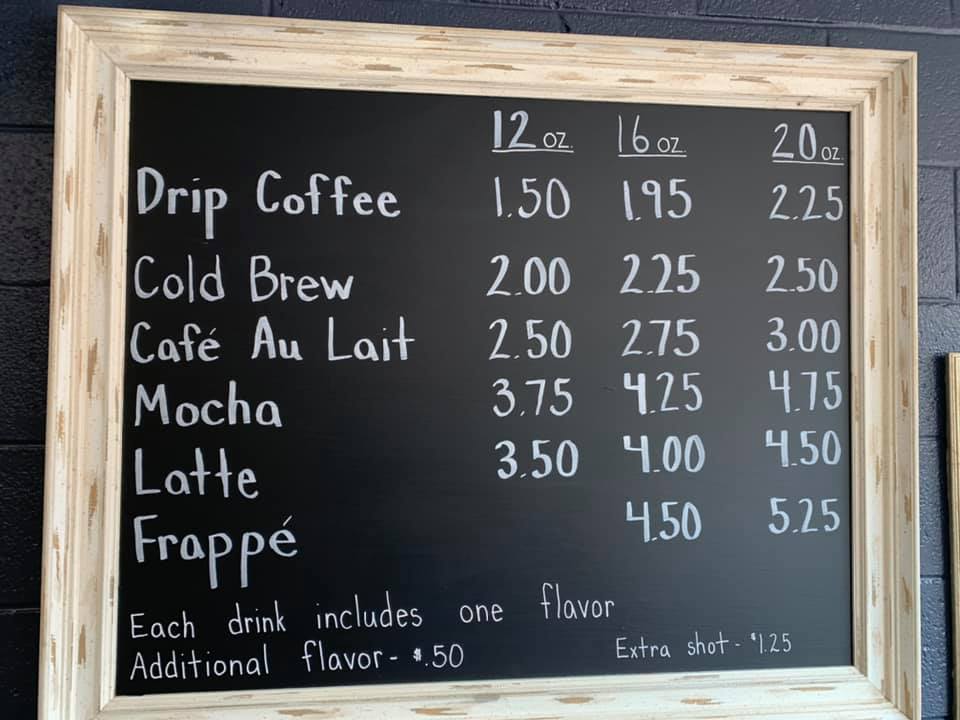 12 oz. 16 oz. 20 oz.
Drip Coffee 1.50 1.95 2.25
Cold Brew 2.00 2.25 2.50
Café Au Lait 2.50 2.75 3.00
Mocha 3.75 4.25 4.75
Latte 3.50 4.00 4.50
Frappé 4.50 5.25
Each drink includes one flavor
Additional flavor - $.50 Extra shot - $1.25